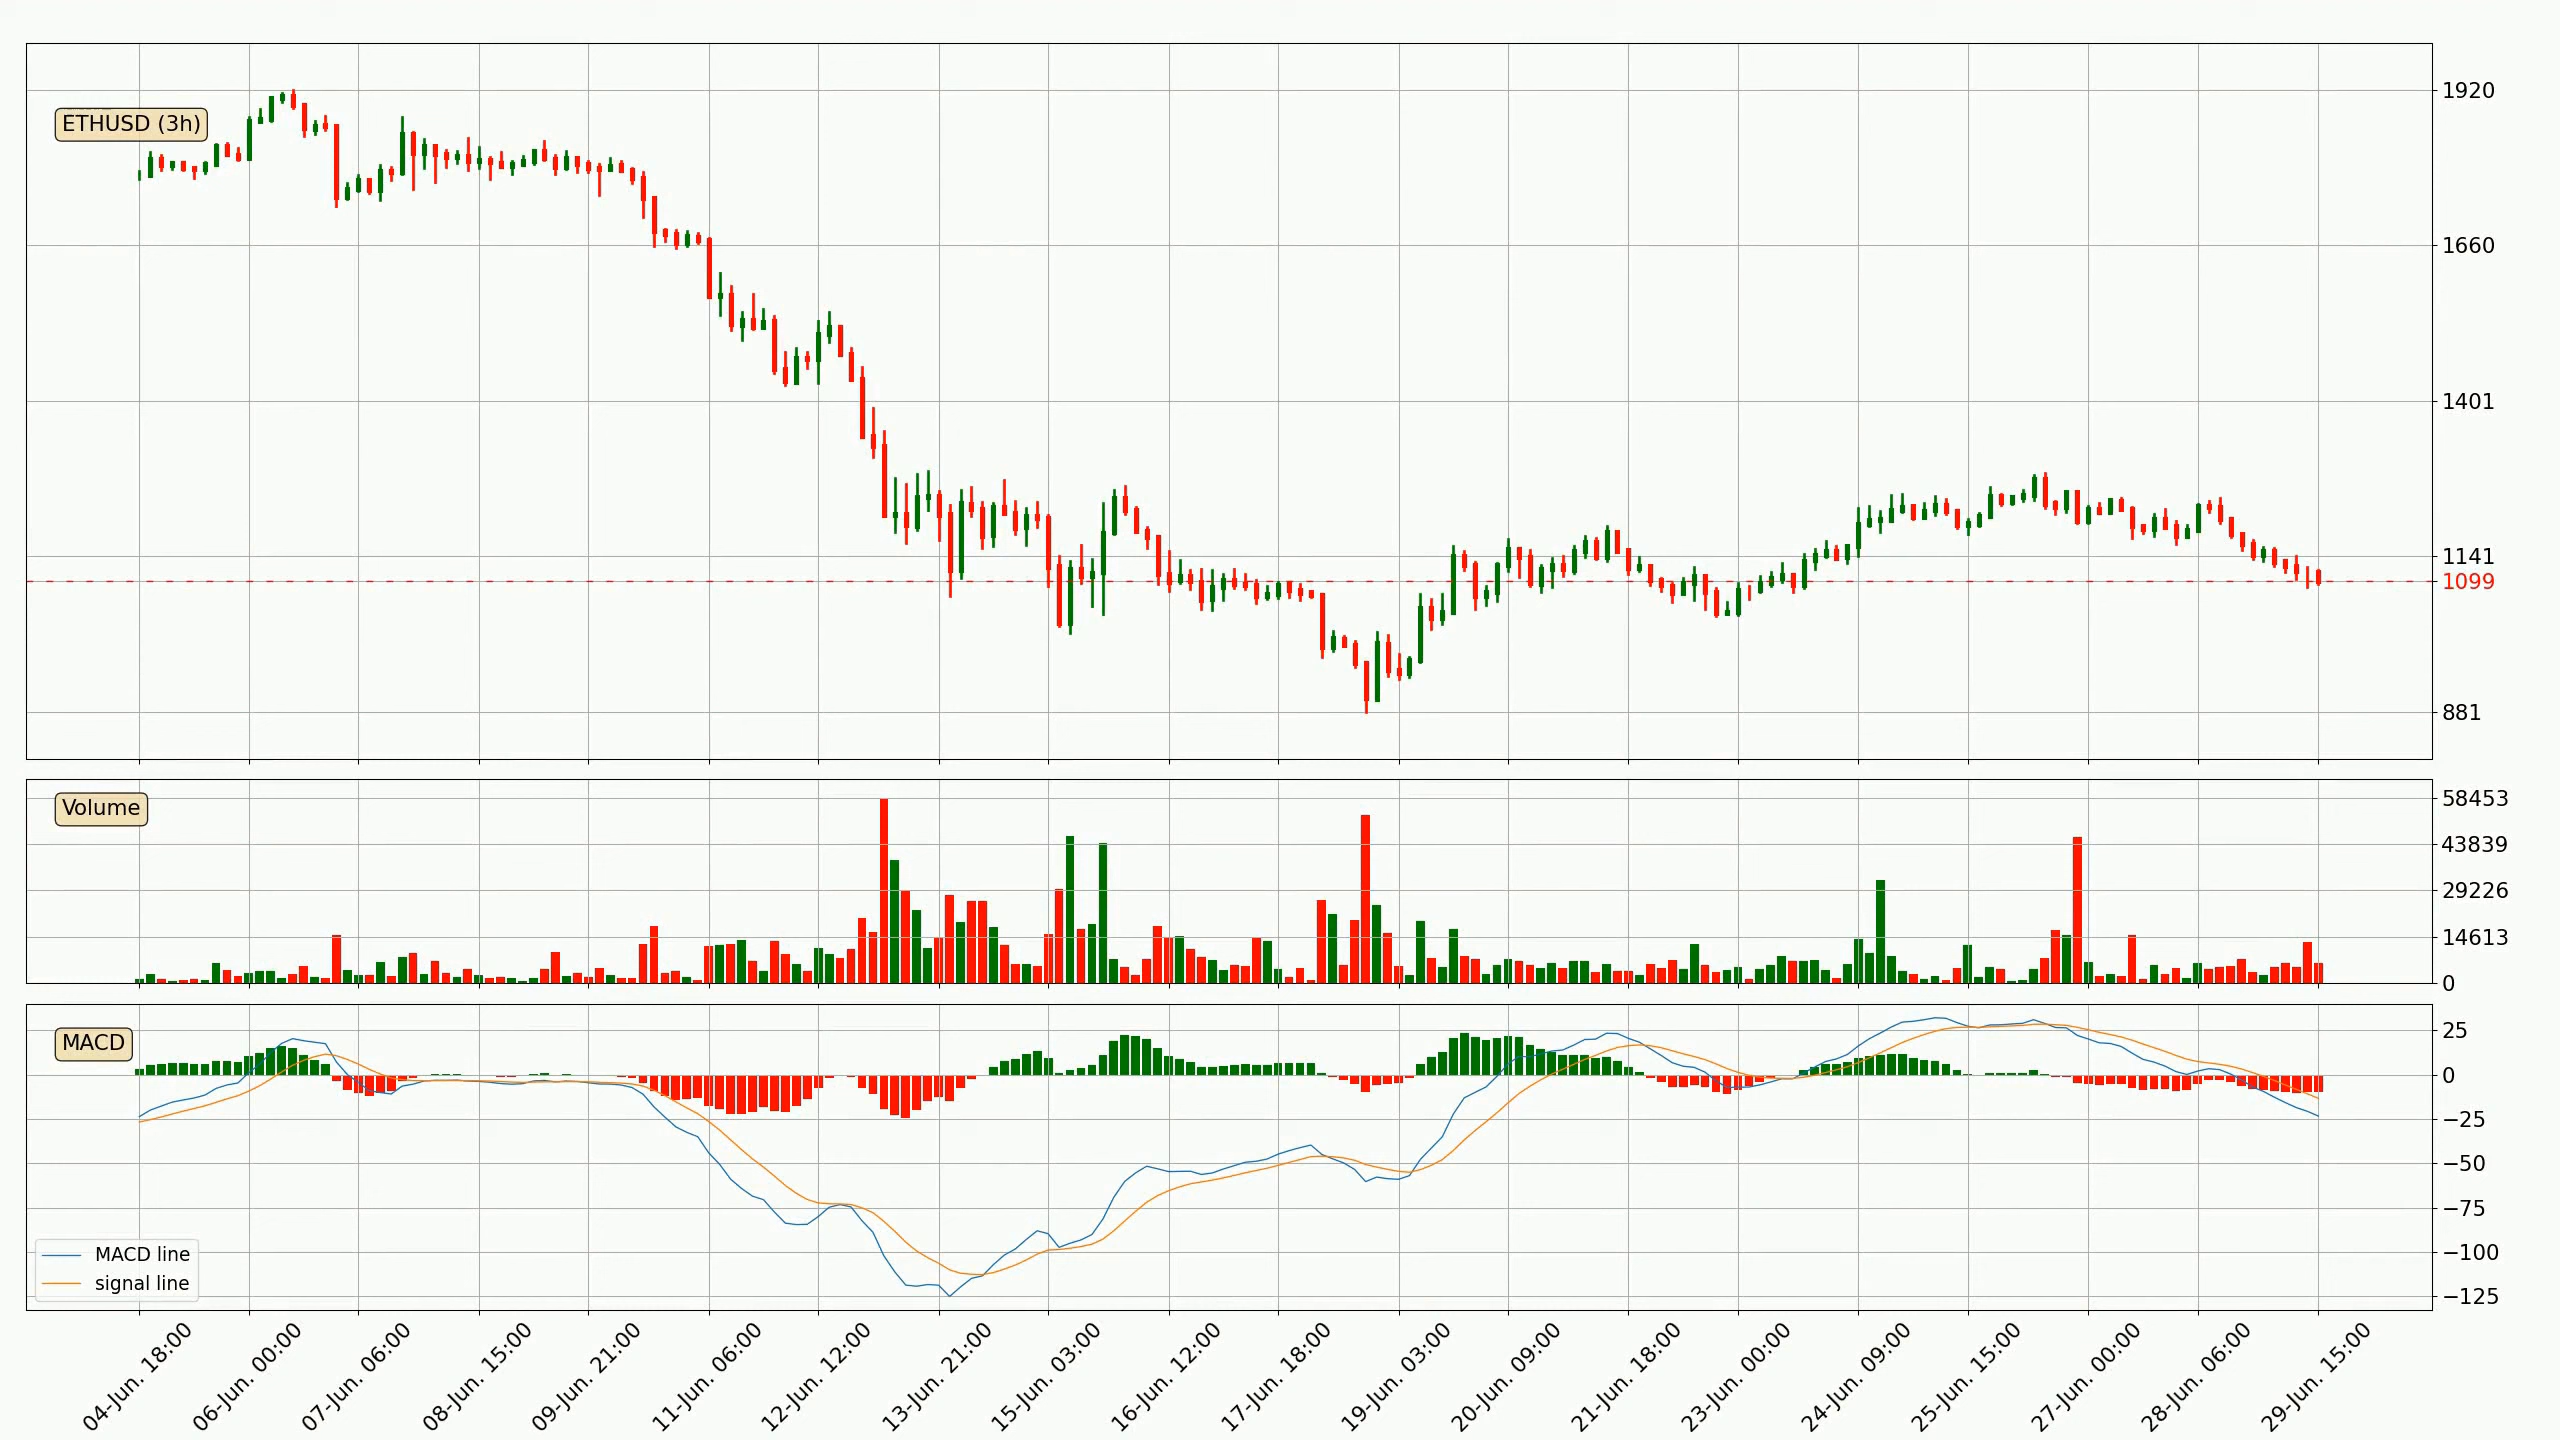 ETHUSD (3h)
1920
1660
1401
1141
1099
881
Volume
58453
43839
29226
14613
0
MACD
25
0
−25
−50
−75
−100
−125
MACD line
signal line
04-Jun. 18:00
06-Jun. 00:00
07-Jun. 06:00
08-Jun. 15:00
09-Jun. 21:00
11-Jun. 06:00
12-Jun. 12:00
13-Jun. 21:00
15-Jun. 03:00
16-Jun. 12:00
17-Jun. 18:00
19-Jun. 03:00
20-Jun. 09:00
21-Jun. 18:00
23-Jun. 00:00
24-Jun. 09:00
25-Jun. 15:00
27-Jun. 00:00
28-Jun. 06:00
29-Jun. 15:00